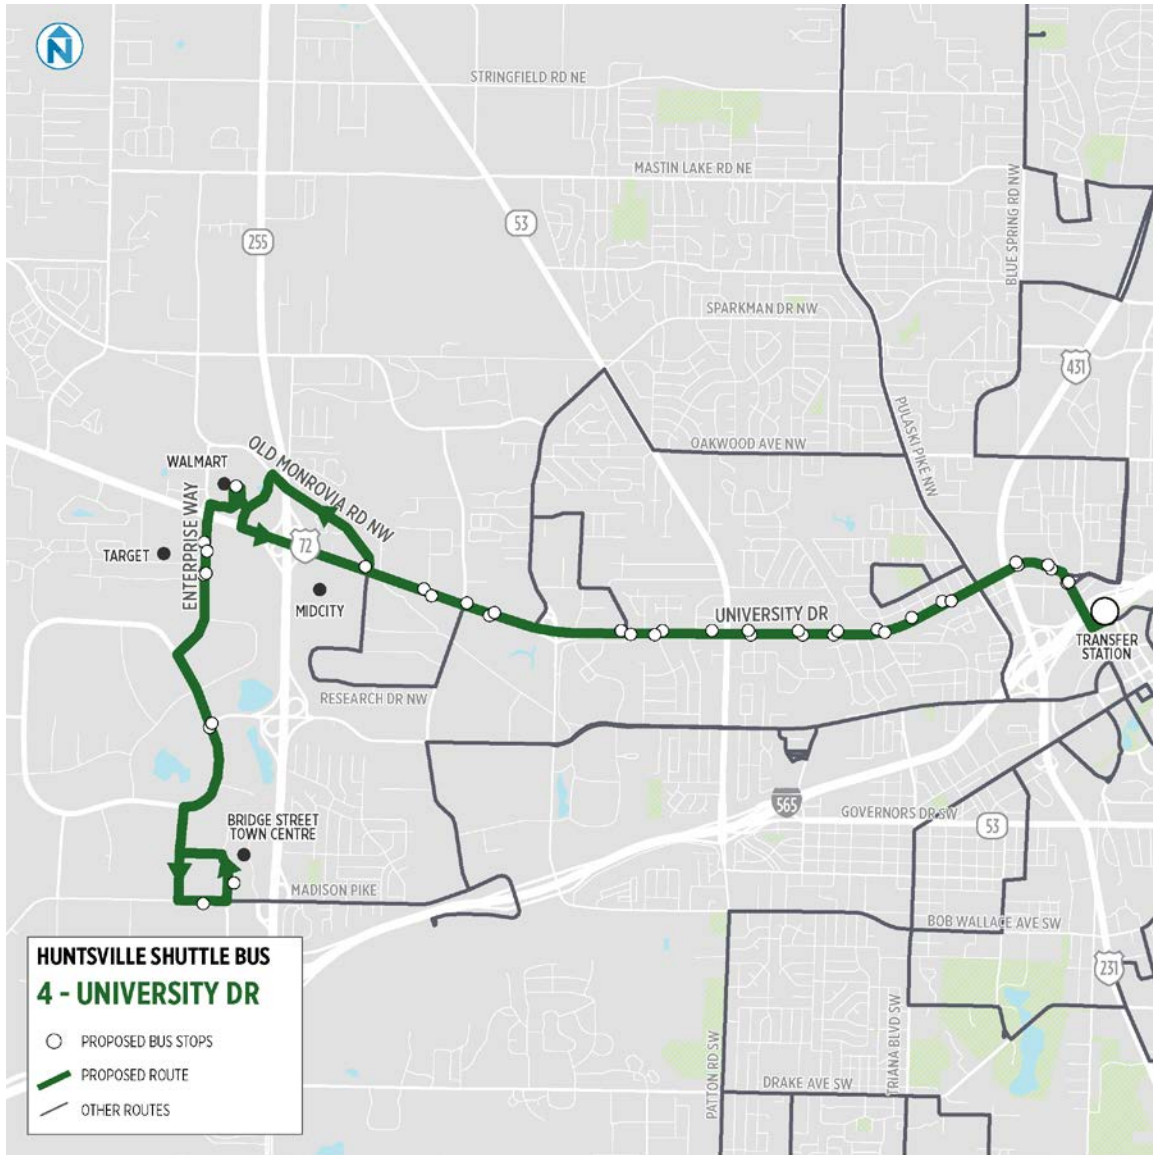 N
STRINGFIELD RD NE
MASTIN LAKE RD NE
53
255
BLUE SPRING RD NW
SPARKMAN DR NW
431
PULASKI PIKE NW
OAKWOOD AVE NW
OLD MONROVIA RD NW
WALMART
ENTERPRISE WAY
TARGET
72
MIDCITY
UNIVERSITY DR
TRANSFER
STATION
RESEARCH DR NW
565
GOVERNORS DR SW
53
BRIDGE STREET
TOWN CENTRE
MADISON PIKE
BOB WALLACE AVE SW
231
PATTON RD SW
TRIANA BLVD SW
DRAKE AVE SW
HUNTSVILLE SHUTTLE BUS
4 - UNIVERSITY DR
PROPOSED BUS STOPS
PROPOSED ROUTE
OTHER ROUTES